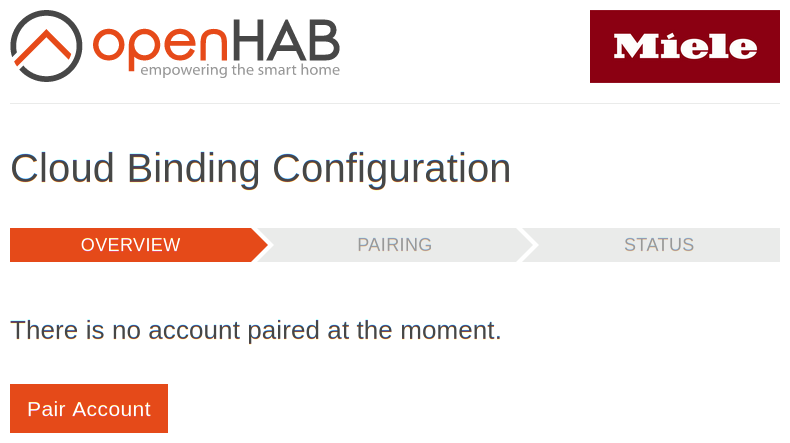 openHAB
empowering the smart home
Miele
Cloud Binding Configuration
OVERVIEW
PAIRING
STATUS
There is no account paired at the moment.
Pair Account